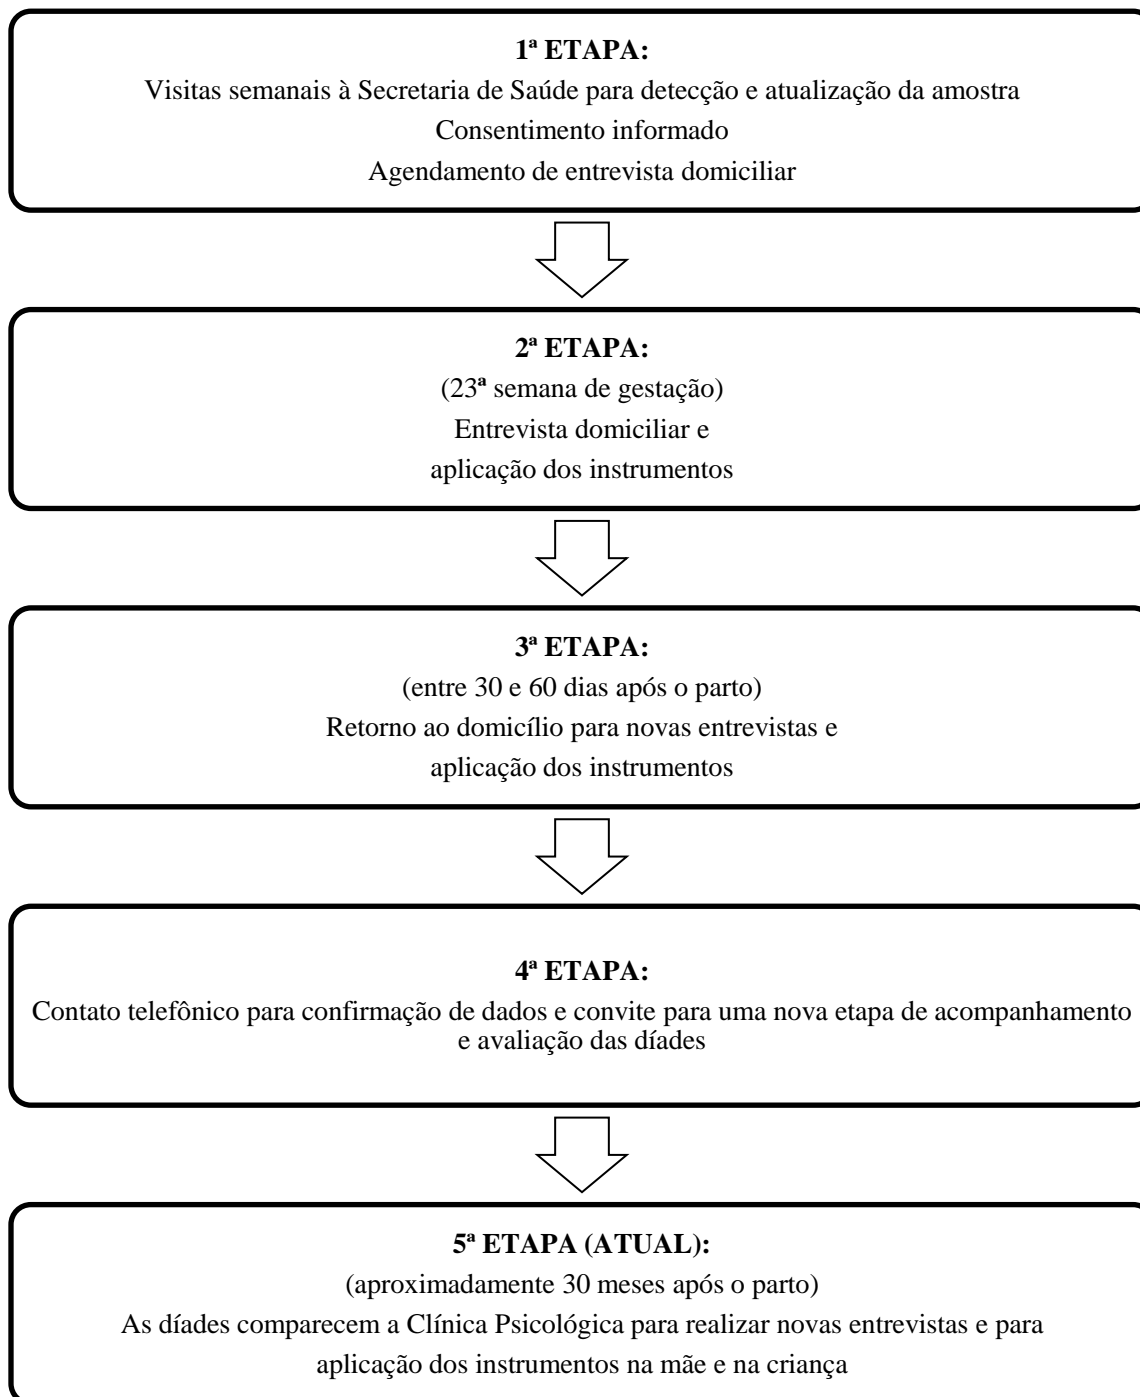 1ª ETAPA:
Visitas semanais à Secretaria de Saúde para detecção e atualização da amostra
Consentimento informado
Agendamento de entrevista domiciliar
2ª ETAPA:
(23ª semana de gestação)
Entrevista domiciliar e
aplicação dos instrumentos
3ª ETAPA:
(entre 30 e 60 dias após o parto)
Retorno ao domicílio para novas entrevistas e
aplicação dos instrumentos
4ª ETAPA:
Contato telefônico para confirmação de dados e convite para uma nova etapa de acompanhamento
e avaliação das díades
5ª ETAPA (ATUAL):
(aproximadamente 30 meses após o parto)
As díades comparecem a Clínica Psicológica para realizar novas entrevistas e para
aplicação dos instrumentos na mãe e na criança